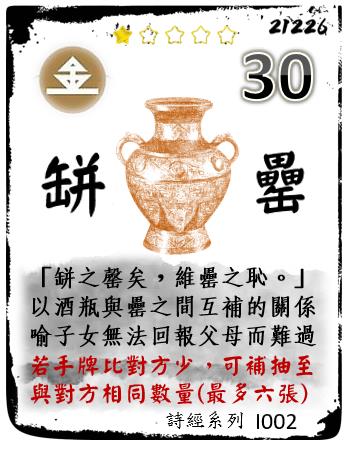 21226
金
30
缾
罍
「缾之罄矣，維罍之恥。」
以酒瓶與罍之間互補的關係
喻子女無法回報父母而難過
若手牌比對方少，可補抽至
與對方相同數量(最多六張)
詩經系列 I002